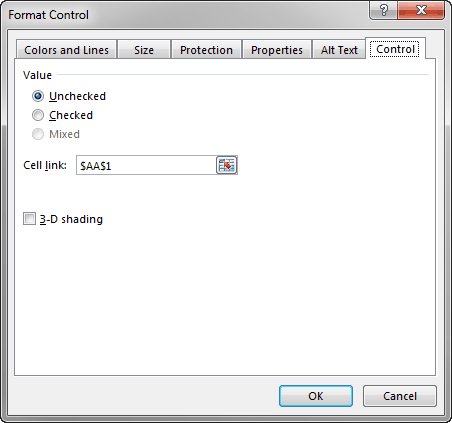 Format Control
?
Colors and Lines Size Protection Properties Alt Text Control
Value
Unchecked
Checked
Mixed
Cell link: $AA$1
3-D shading
OK Cancel